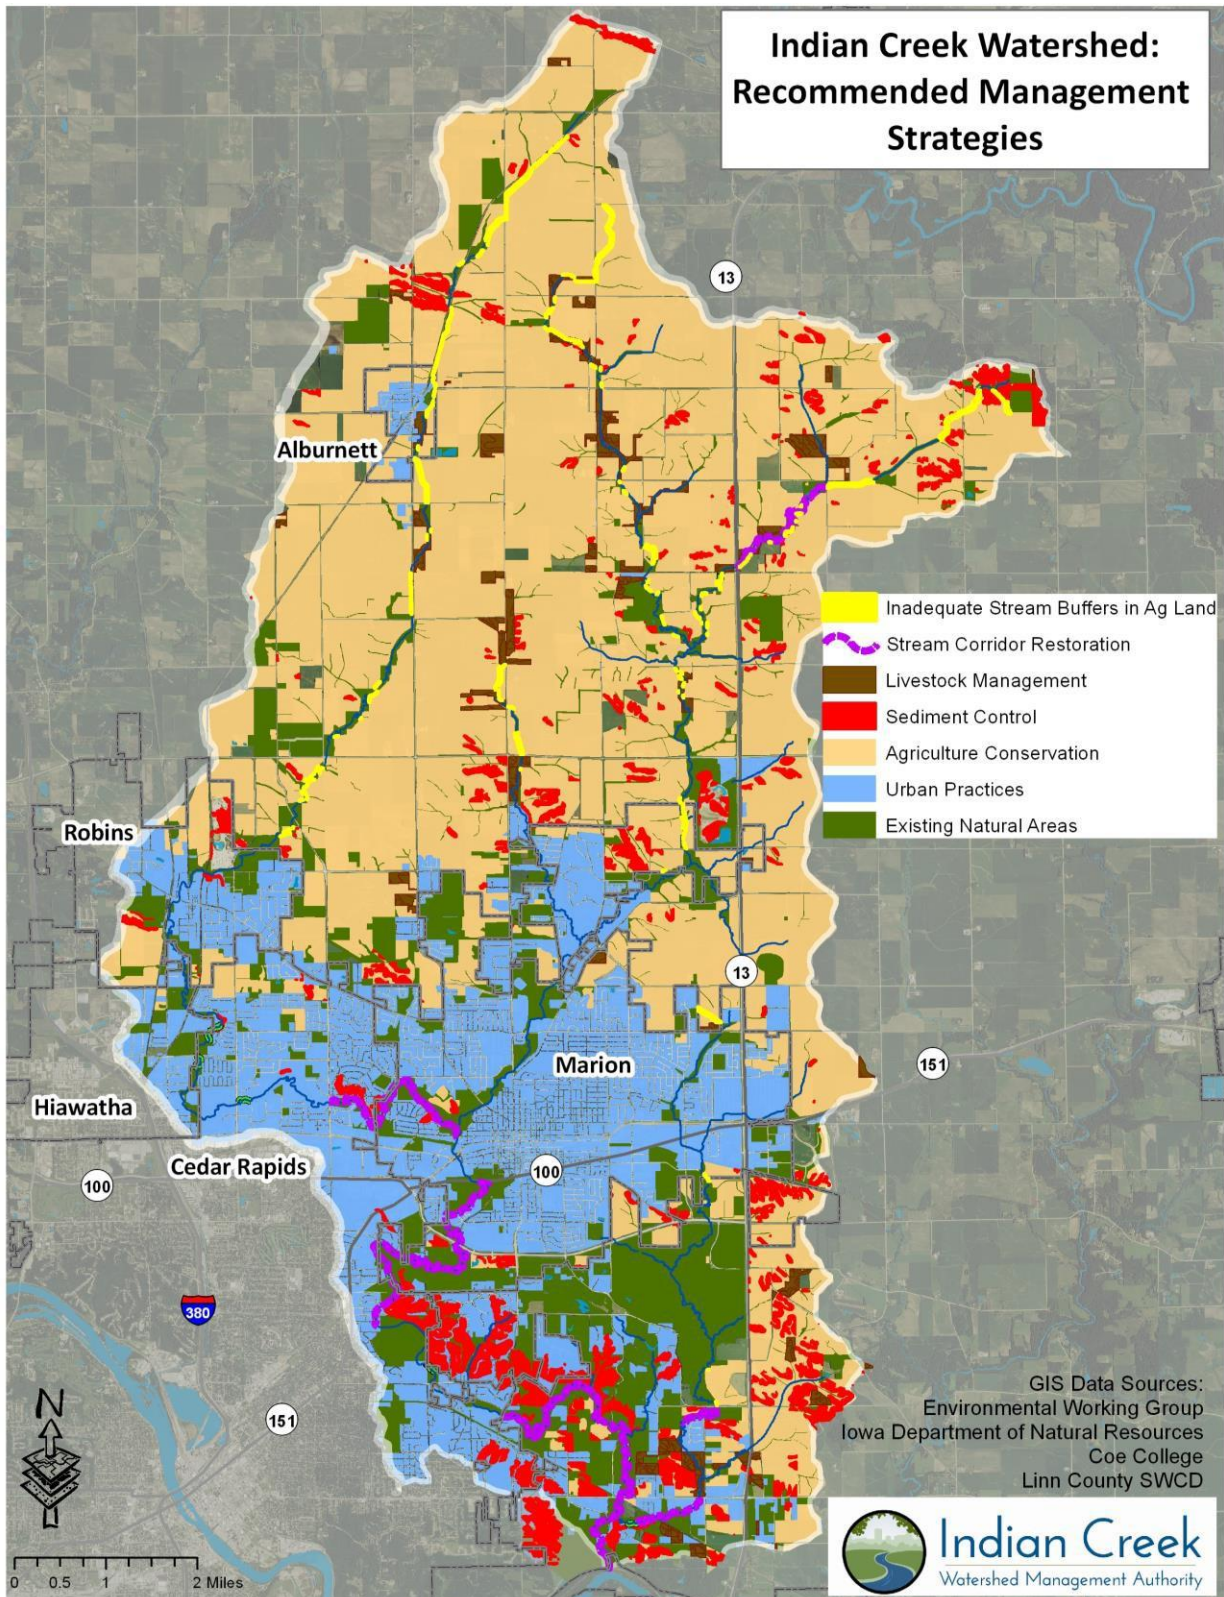 Indian Creek Watershed:
Recommended Management
Strategies
13
Alburnett
Inadequate Stream Buffers in Ag Land
Stream Corridor Restoration
Livestock Management
Sediment Control
Agriculture Conservation
Urban Practices
Existing Natural Areas
Robins
13
Marion
151
Hiawatha
Cedar Rapids
100
100
380
151
GIS Data Sources:
Environmental Working Group
Iowa Department of Natural Resources
Coe College
Linn County SWCD
N
0 0.5 1 2 Miles
Indian Creek
Watershed Management Authority